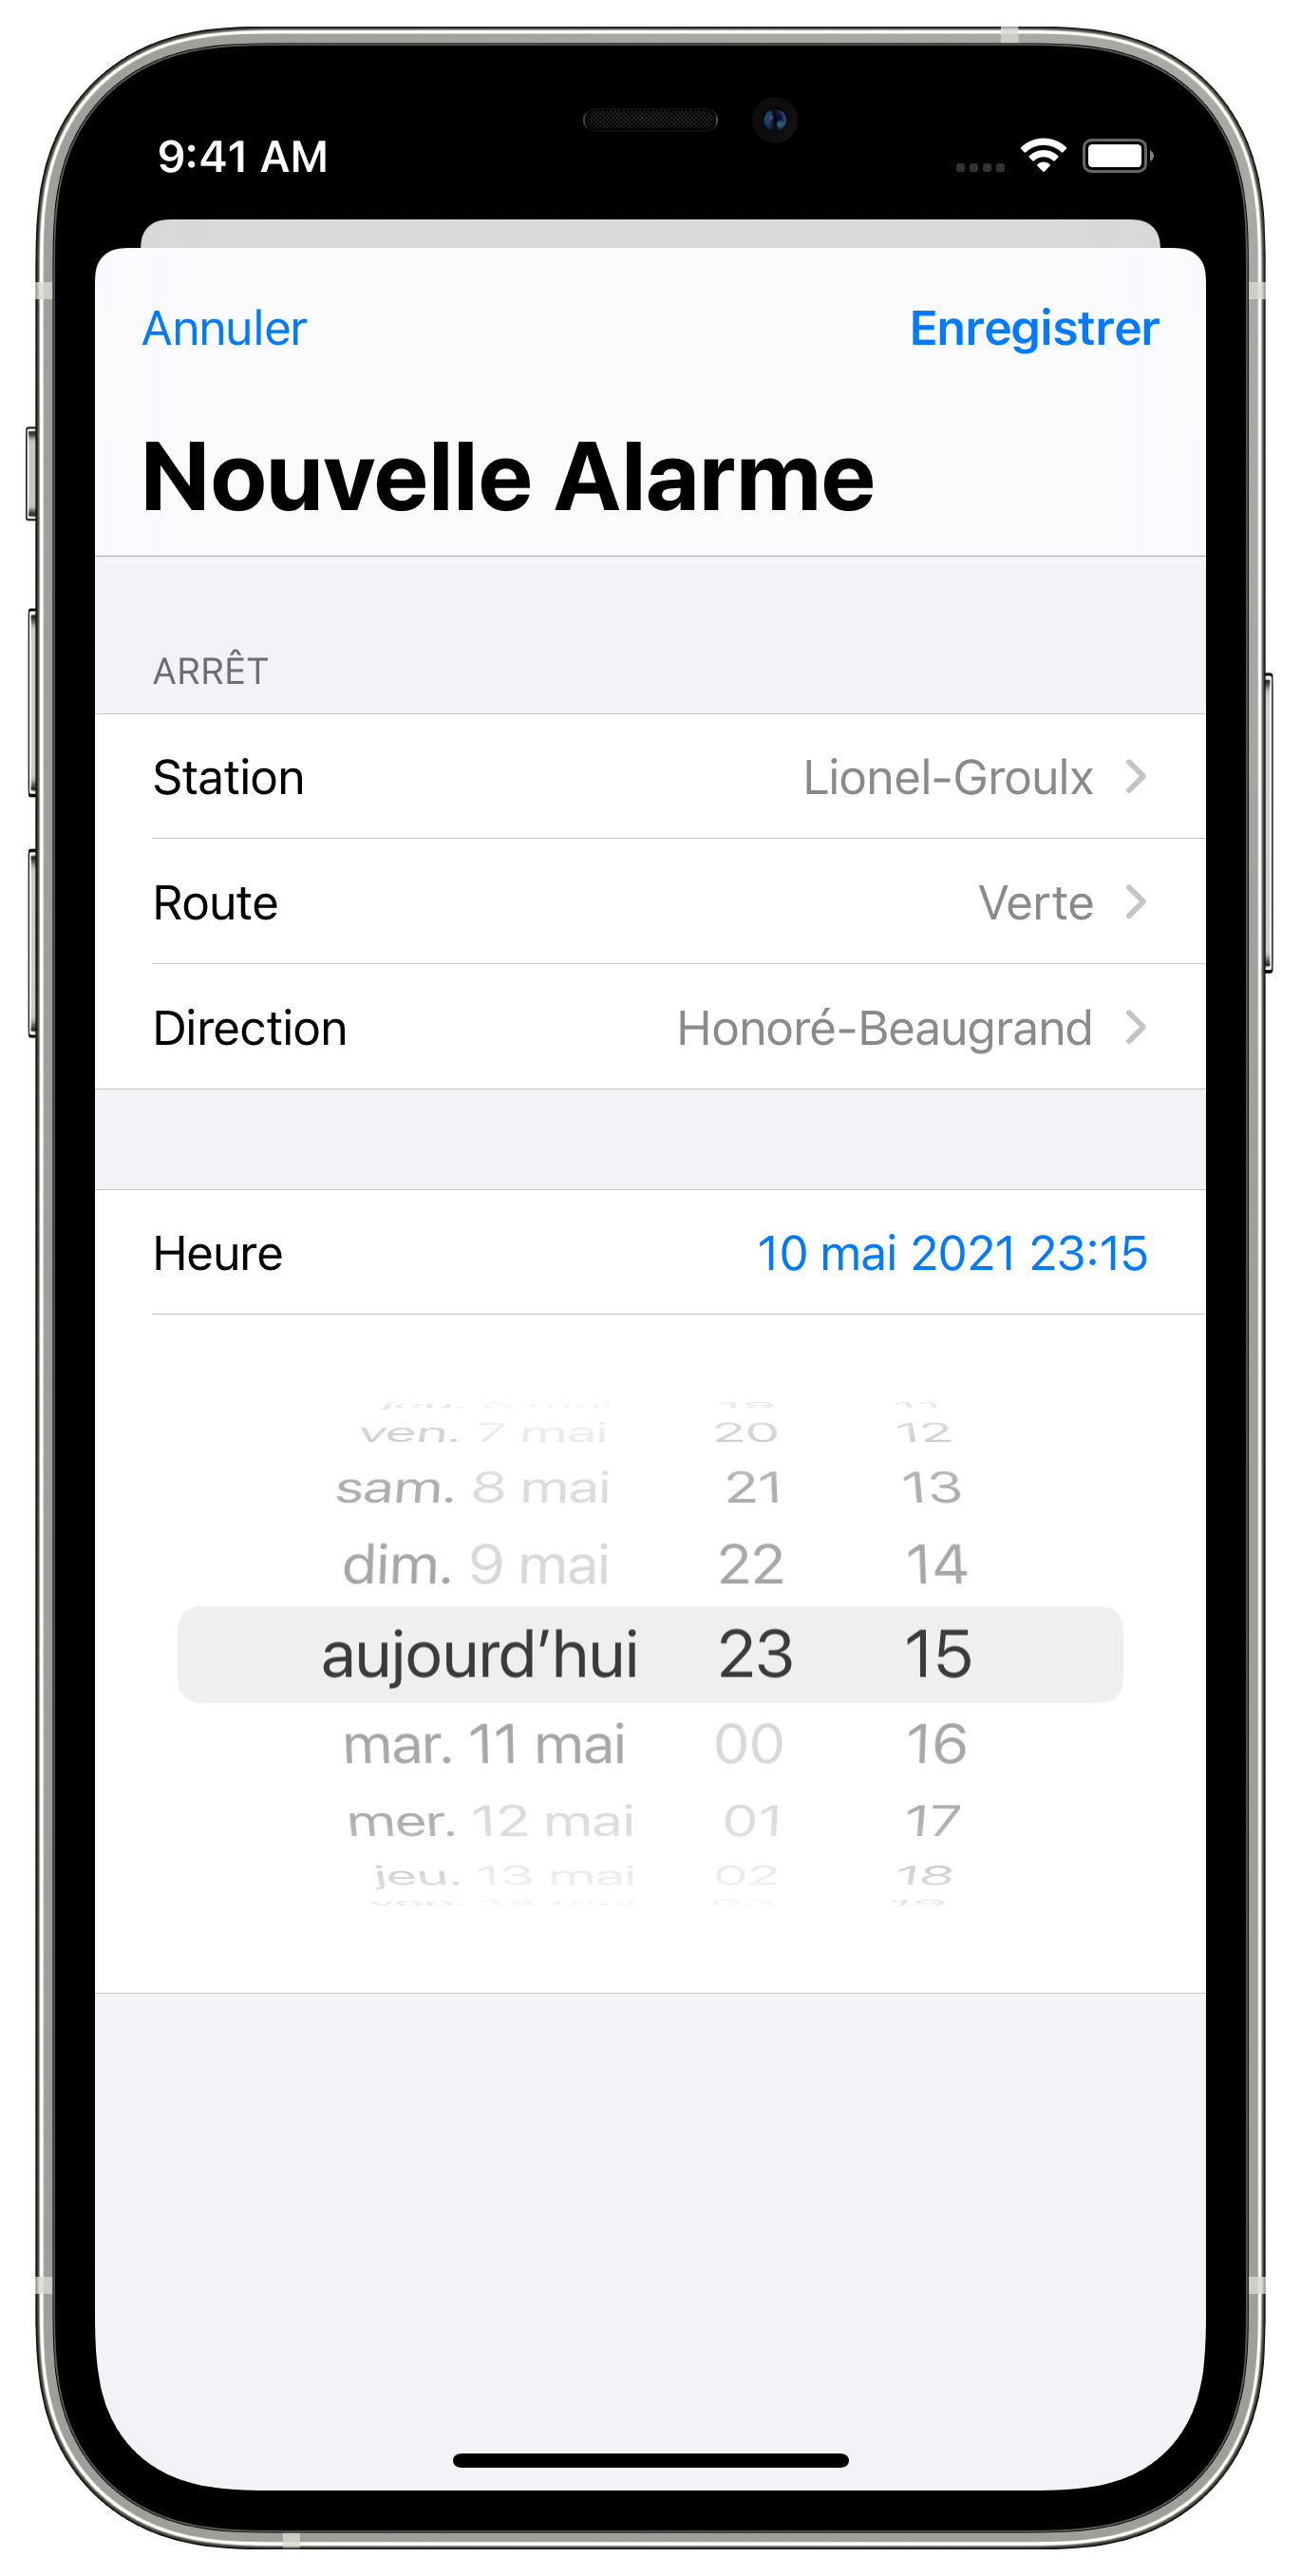 9:41 AM
Annuler Enregistrer
Nouvelle Alarme
ARRÊT
Station Lionel-Groulx
Route Verte
Direction Honoré-Beaugrand
Heure 10 mai 2021 23:15
ven. 7 mai 20 12
sam. 8 mai 21 13
dim. 9 mai 22 14
aujourd’hui 23 15
mar. 11 mai 00 16
mer. 12 mai 01 17
jeu. 13 mai 02 18